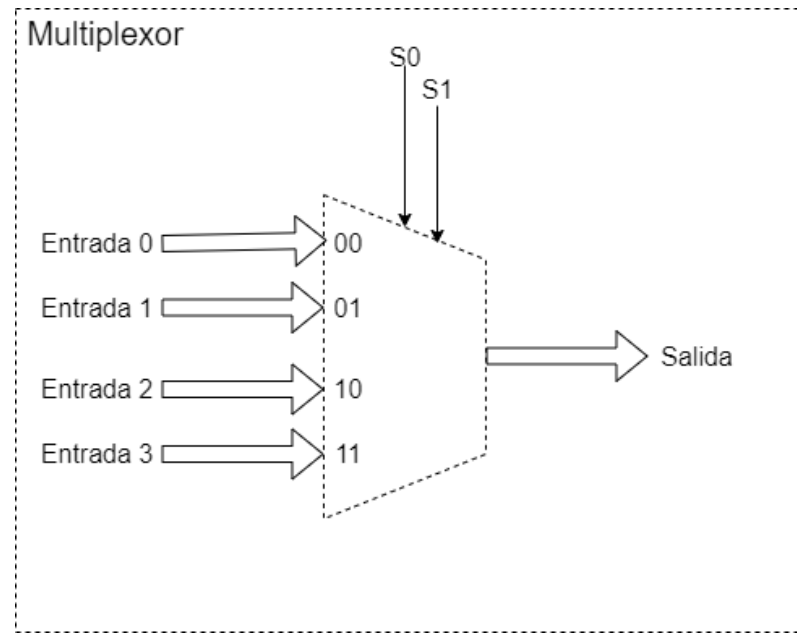 Multiplexor
S0
S1
Entrada 0
00
Entrada 1
01
Salida
Entrada 2
10
Entrada 3
11